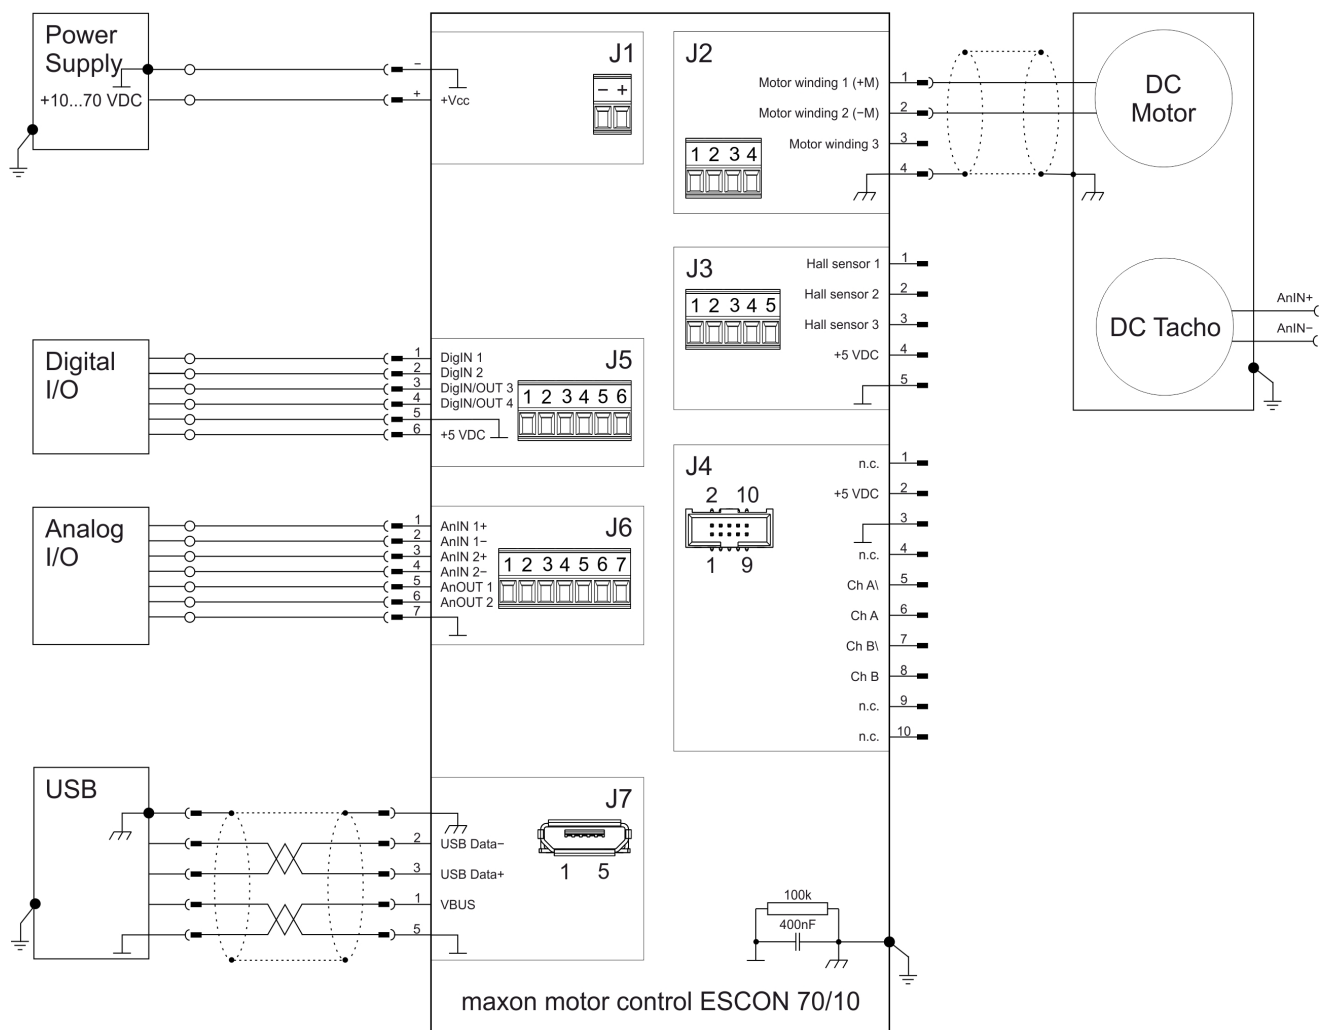 Power
Supply
+10...70 VDC
−
+
+Vcc
J1
− +
J2
Motor winding 1 (+M)
1
Motor winding 2 (−M)
2
Motor winding 3
3
4
1 2 3 4
DC
Motor
J3
Hall sensor 1
1
Hall sensor 2
2
Hall sensor 3
3
+5 VDC
4
5
1 2 3 4 5
DC Tacho
AnIN+
AnIN−
Digital
I/O
1
DigIN 1
2
DigIN 2
3
DigIN/OUT 3
4
DigIN/OUT 4
5
6
+5 VDC
J5
1 2 3 4 5 6
J4
2 10
1 9
n.c.
1
+5 VDC
2
3
n.c.
4
Ch A\
5
Ch A
6
Ch B\
7
Ch B
8
n.c.
9
n.c.
10
Analog
I/O
1
AnIN 1+
2
AnIN 1−
3
AnIN 2+
4
AnIN 2−
5
AnOUT 1
6
AnOUT 2
7
J6
1 2 3 4 5 6 7
USB
J7
2
USB Data−
3
USB Data+
1
VBUS
5
1 5
100k
400nF
maxon motor control ESCON 70/10